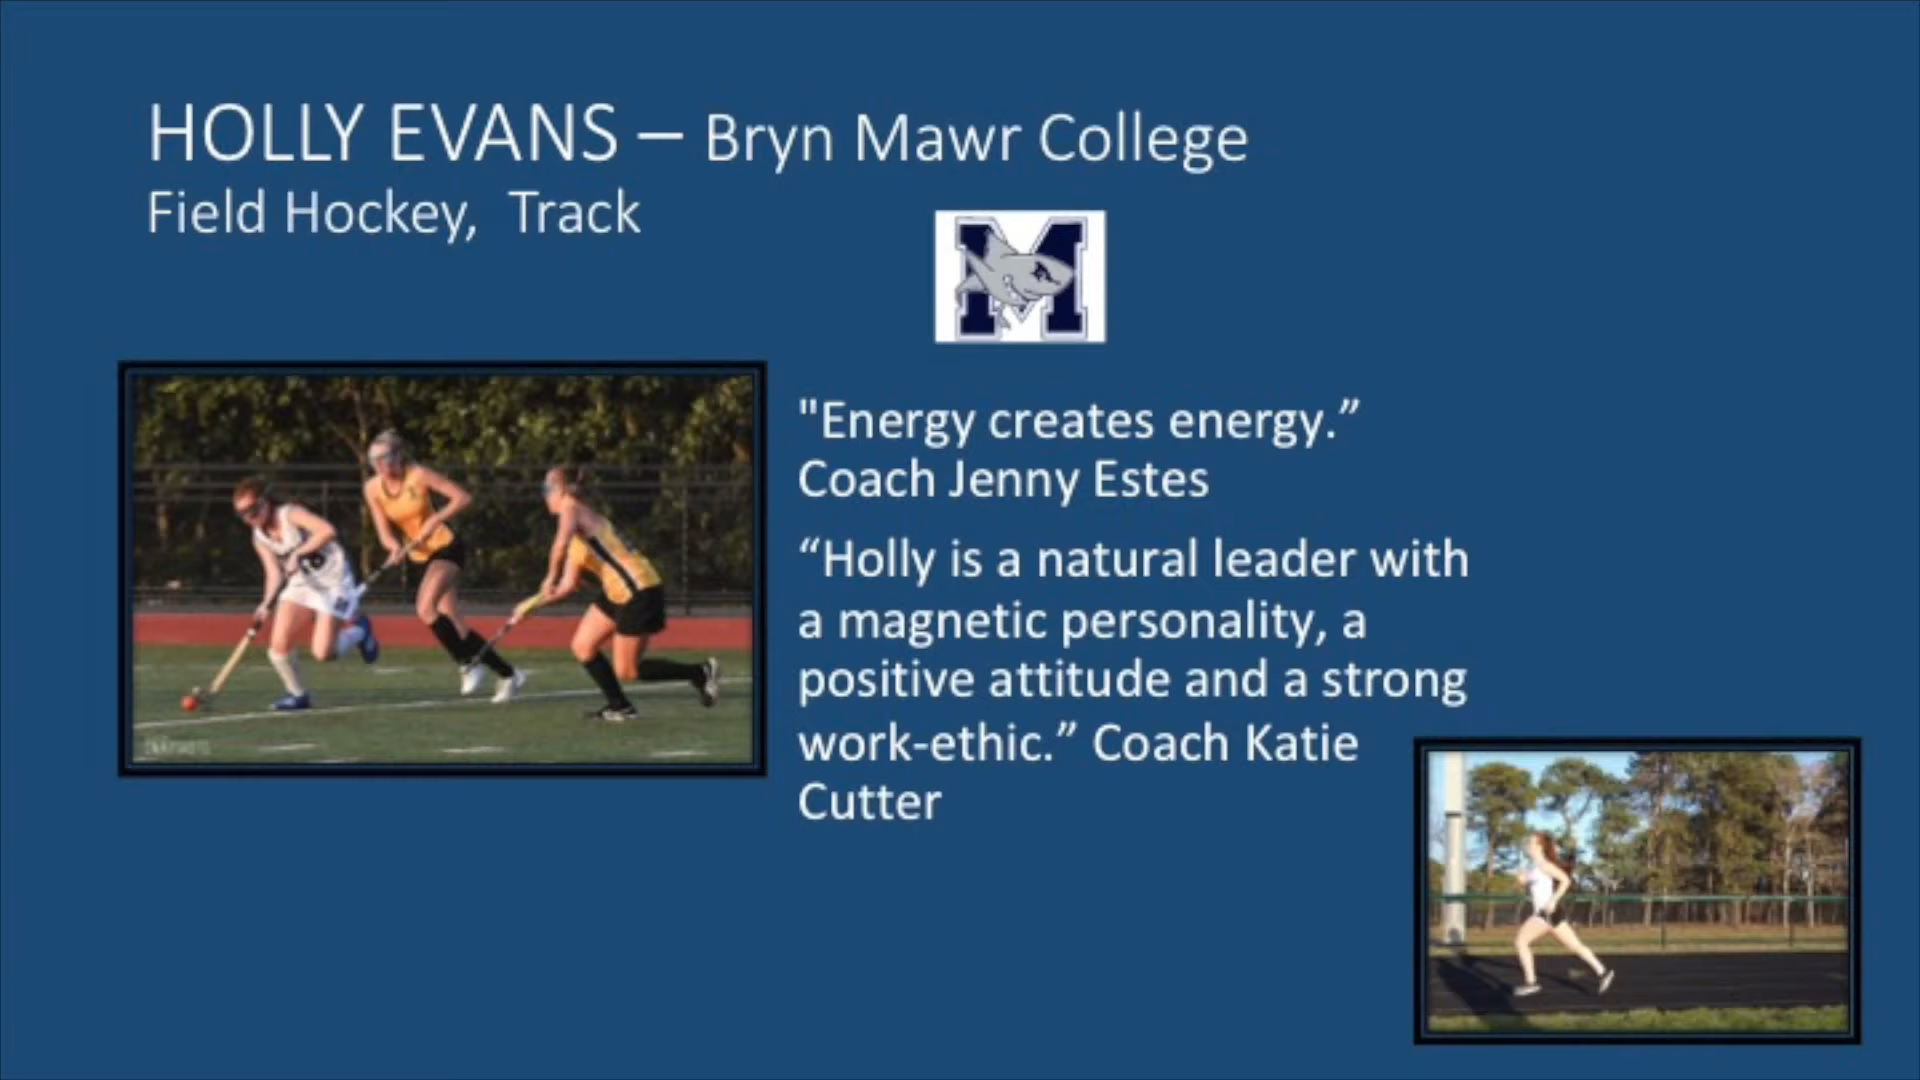 HOLLY EVANS – Bryn Mawr College
Field Hockey,  Track
M
"Energy creates energy.”
Coach Jenny Estes
“Holly is a natural leader with
a magnetic personality, a
positive attitude and a strong
work-ethic.” Coach Katie
Cutter